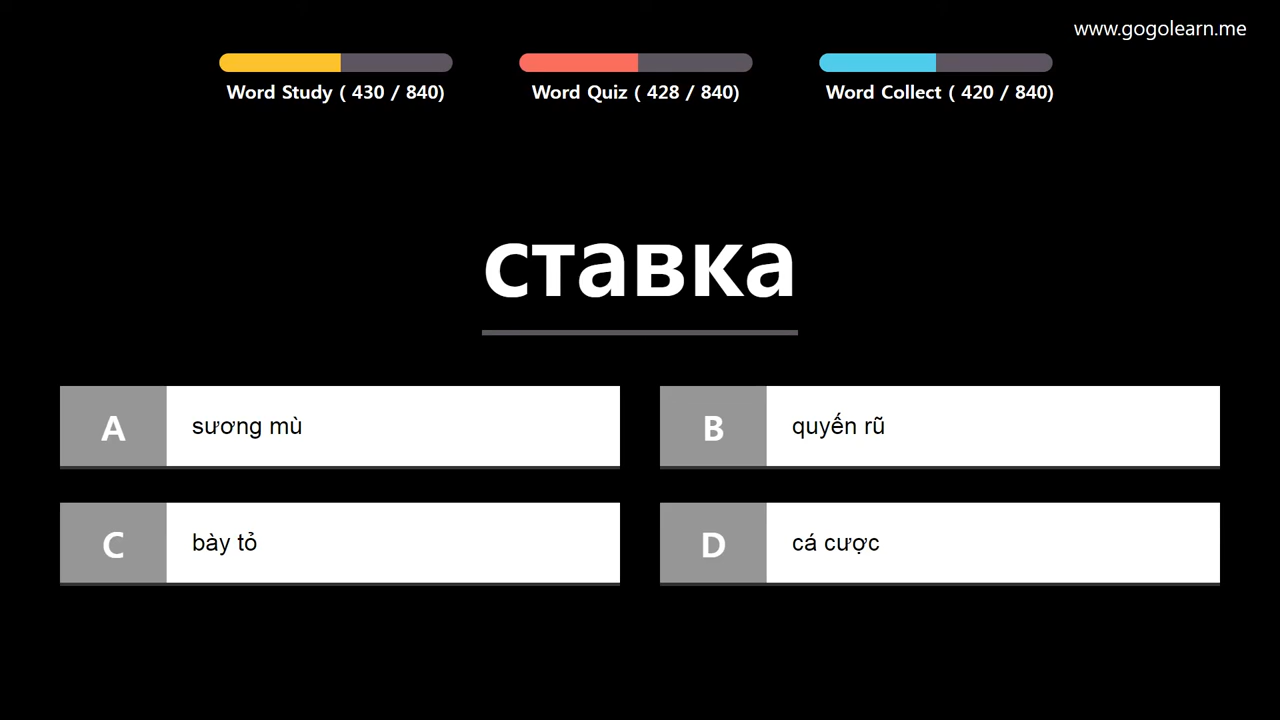 www.gogolearn.me
Word Study ( 430 / 840)
Word Quiz ( 428 / 840)
Word Collect ( 420 / 840)
ставка
A sương mù
B quyến rũ
C bày tỏ
D cá cược